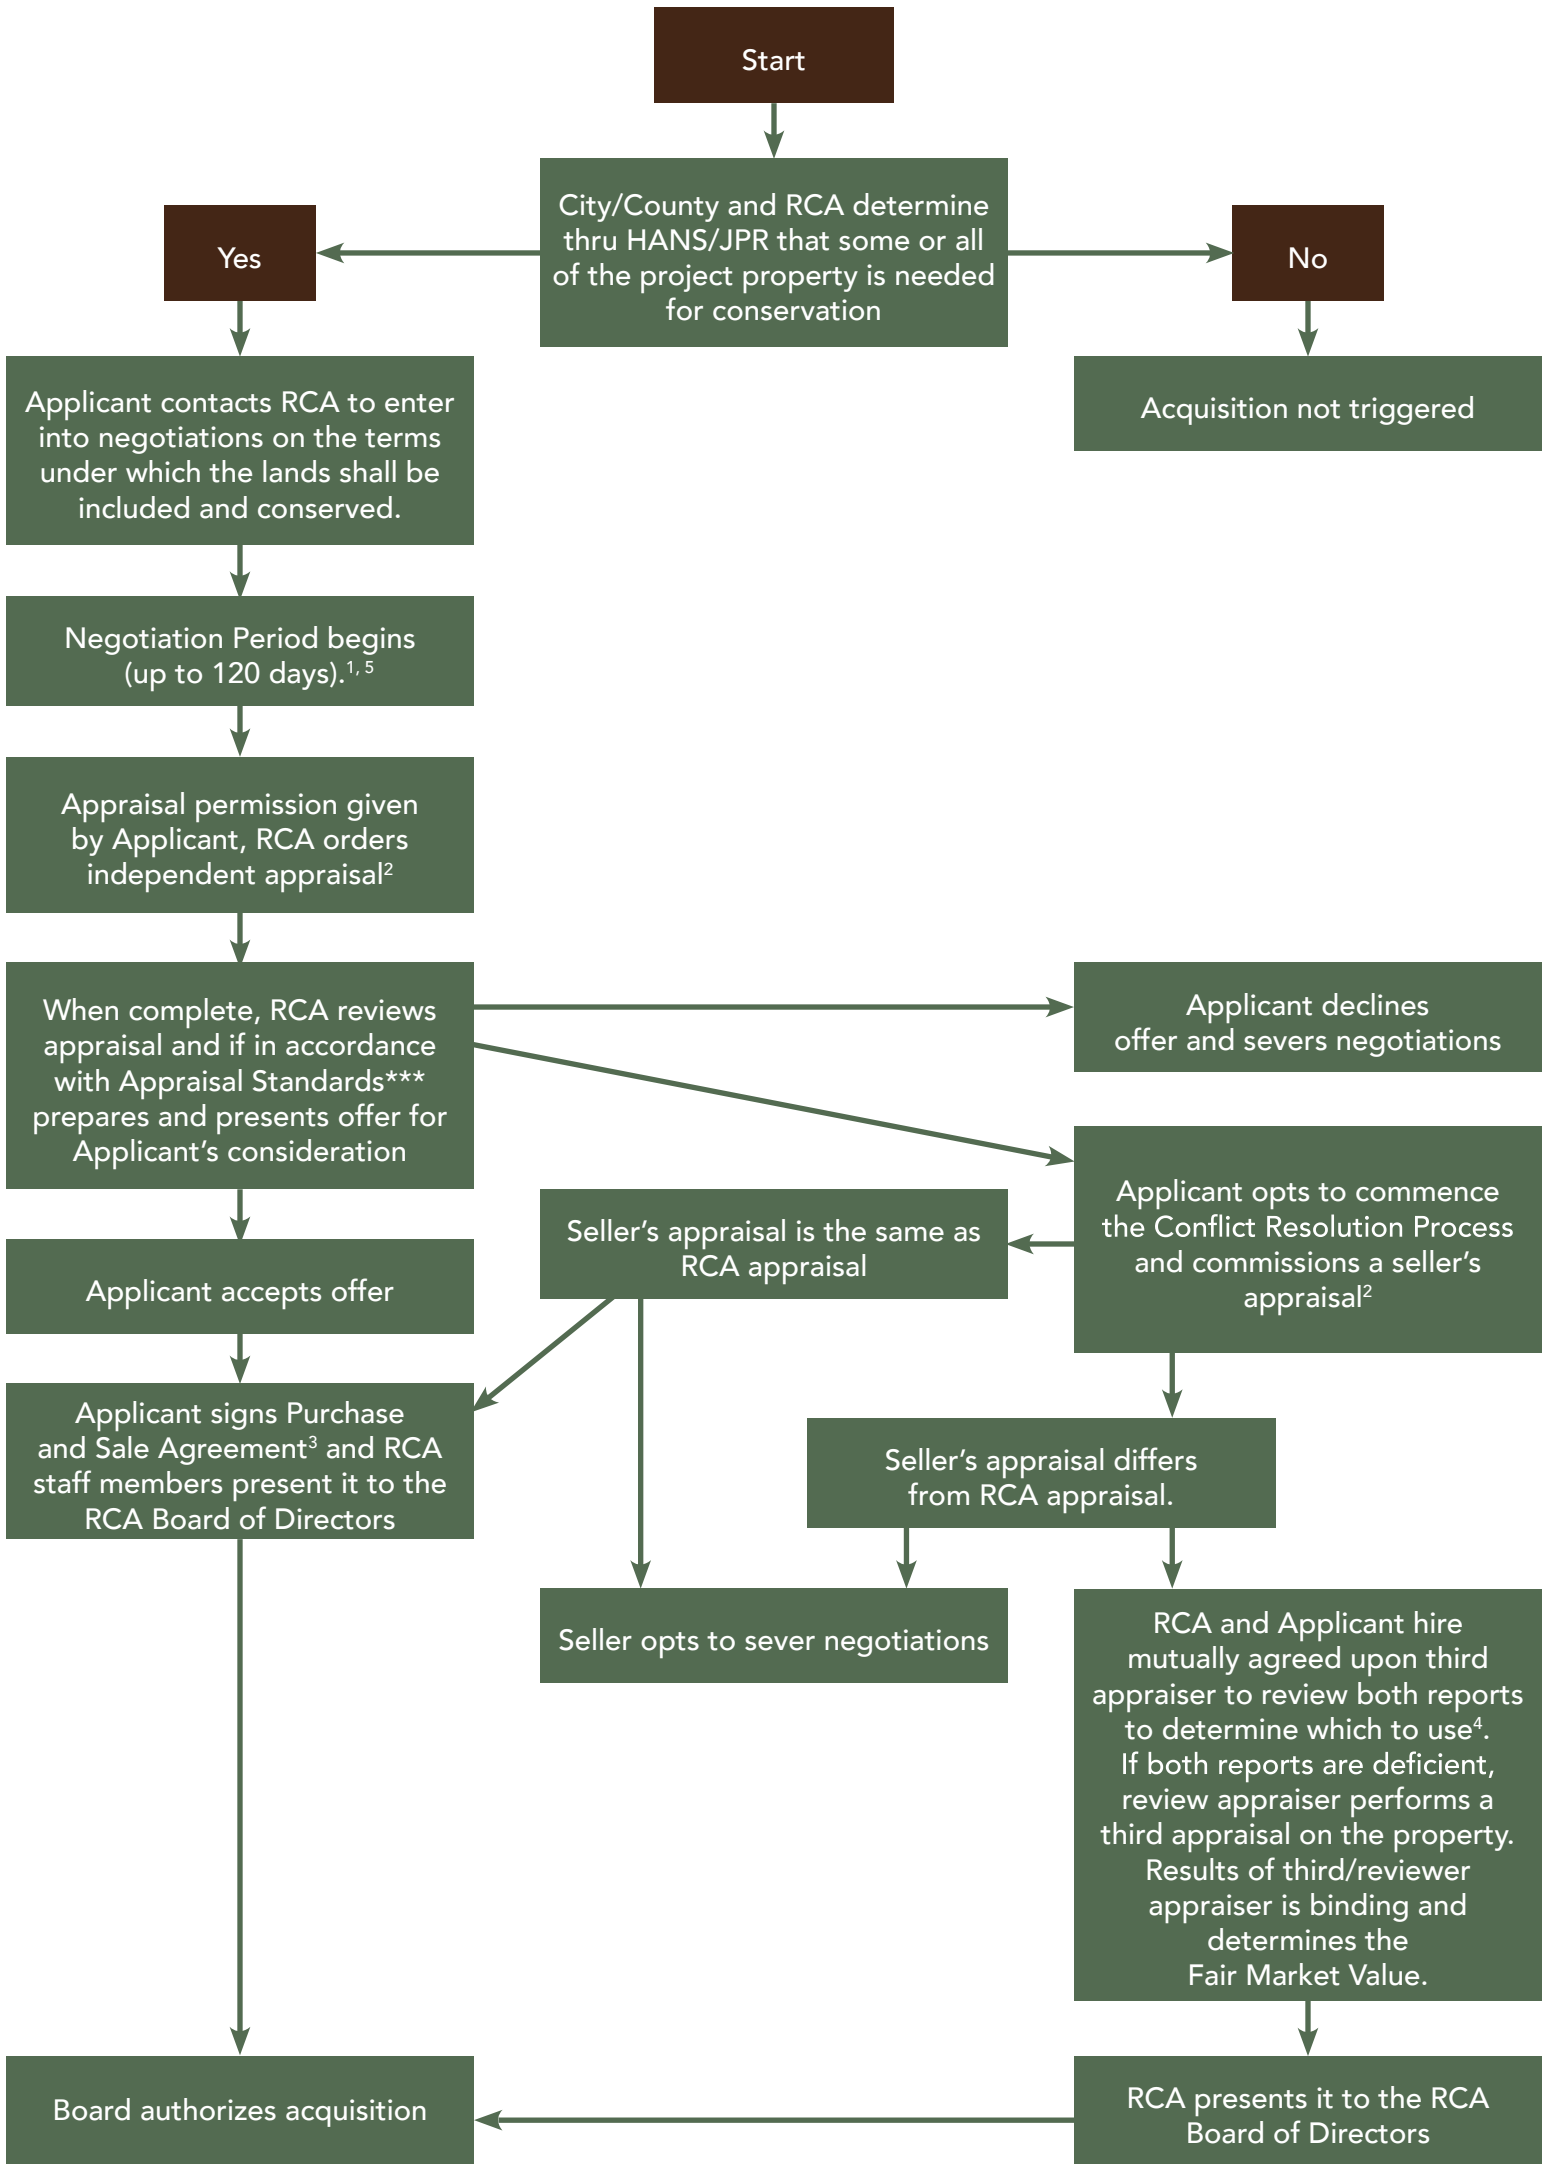 Start
City/County and RCA determine
thru HANS/JPR that some or all
of the project property is needed
for conservation
Yes
No
Applicant contacts RCA to enter
into negotiations on the terms
under which the lands shall be
included and conserved.
Acquisition not triggered
Negotiation Period begins
(up to 120 days).1, 5
Appraisal permission given
by Applicant, RCA orders
independent appraisal2
When complete, RCA reviews
appraisal and if in accordance
with Appraisal Standards***
prepares and presents offer for
Applicant’s consideration
Applicant declines
offer and severs negotiations
Applicant opts to commence
the Conflict Resolution Process
and commissions a seller’s
appraisal2
Seller’s appraisal is the same as
RCA appraisal
Applicant accepts offer
Applicant signs Purchase
and Sale Agreement3 and RCA
staff members present it to the
RCA Board of Directors
Seller’s appraisal differs
from RCA appraisal.
Seller opts to sever negotiations
RCA and Applicant hire
mutually agreed upon third
appraiser to review both reports
to determine which to use4.
If both reports are deficient,
review appraiser performs a
third appraisal on the property.
Results of third/reviewer
appraiser is binding and
determines the
Fair Market Value.
Board authorizes acquisition
RCA presents it to the RCA
Board of Directors